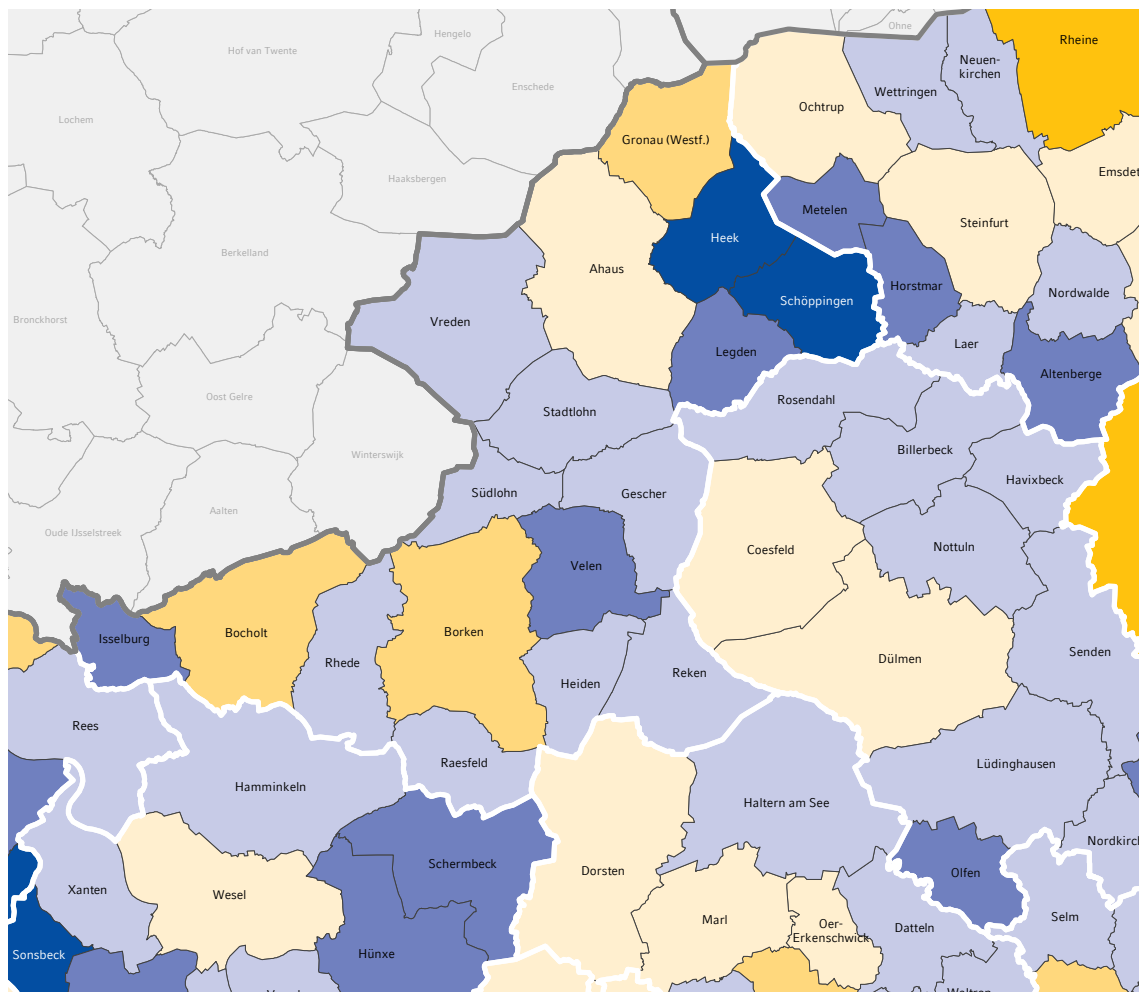 Ohne
Hengelo
Rheine
Hof van Twente
Neuen-
kirchen
Enschede
Wettringen
Ochtrup
Lochem
Gronau (Westf.)
Emsdet
Haaksbergen
Metelen
Steinfurt
Heek
Berkelland
Ahaus
Horstmar
Nordwalde
Schöppingen
Bronckhorst
Vreden
Laer
Legden
Altenberge
Oost Gelre
Rosendahl
Stadtlohn
Billerbeck
Winterswijk
Havixbeck
Südlohn
Gescher
Aalten
Oude IJsselstreek
Coesfeld
Nottuln
Velen
Isselburg
Bocholt
Borken
Senden
Dülmen
Rhede
Reken
Heiden
Rees
Raesfeld
Lüdinghausen
Hamminkeln
Haltern am See
Nordkirch
Schermbeck
Dorsten
Olfen
Xanten
Wesel
Marl
Selm
Oer-
Erkenschwick
Datteln
Sonsbeck
Hünxe